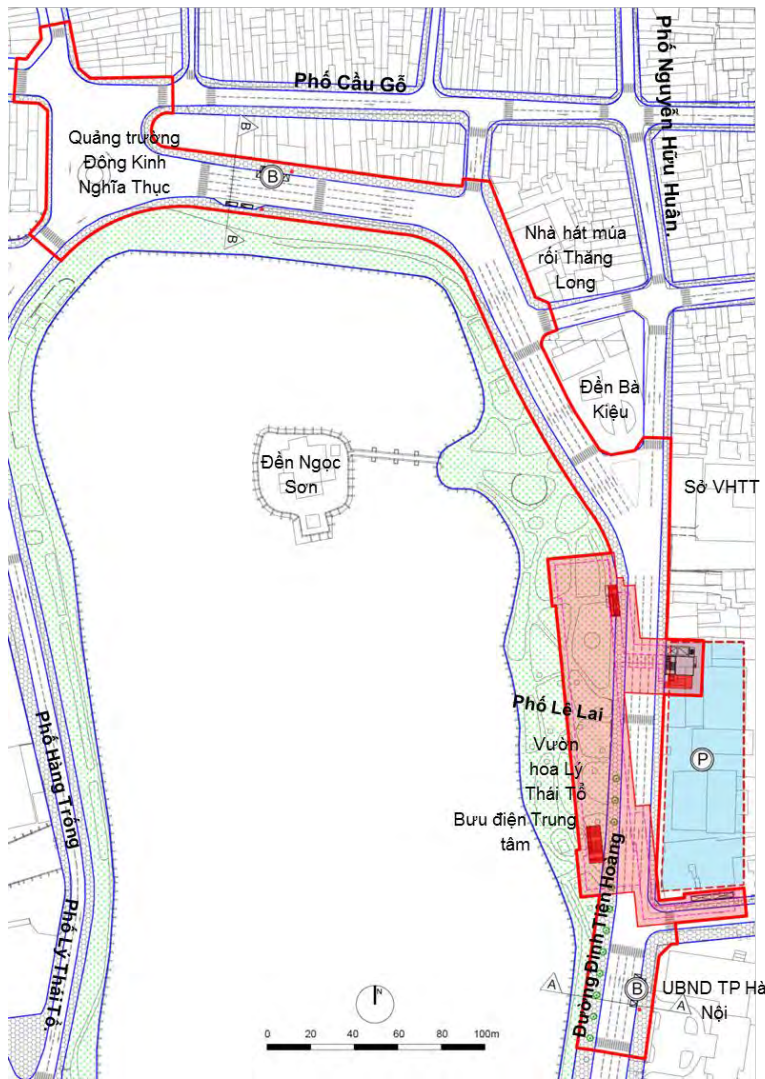 Phố Cầu Gỗ
Phố Nguyễn Hữu Huân
Quảng trường
Đông Kinh
Nghĩa Thục
B
B
B
Nhà hát múa
rối Thăng
Long
Đền Bà
Kiệu
Đền Ngọc
Sơn
Sở VHTT
Phố Lê Lai
P
Vườn
hoa Lý
Thái Tổ
Bưu điện Trung
tâm
Phố Hàng Trống
Phố Lý Thái Tổ.
Đường Đinh Tiên Hoàng
A
B
A
UBND TP Hà
Nội
N
0 20 40 60 80 100m